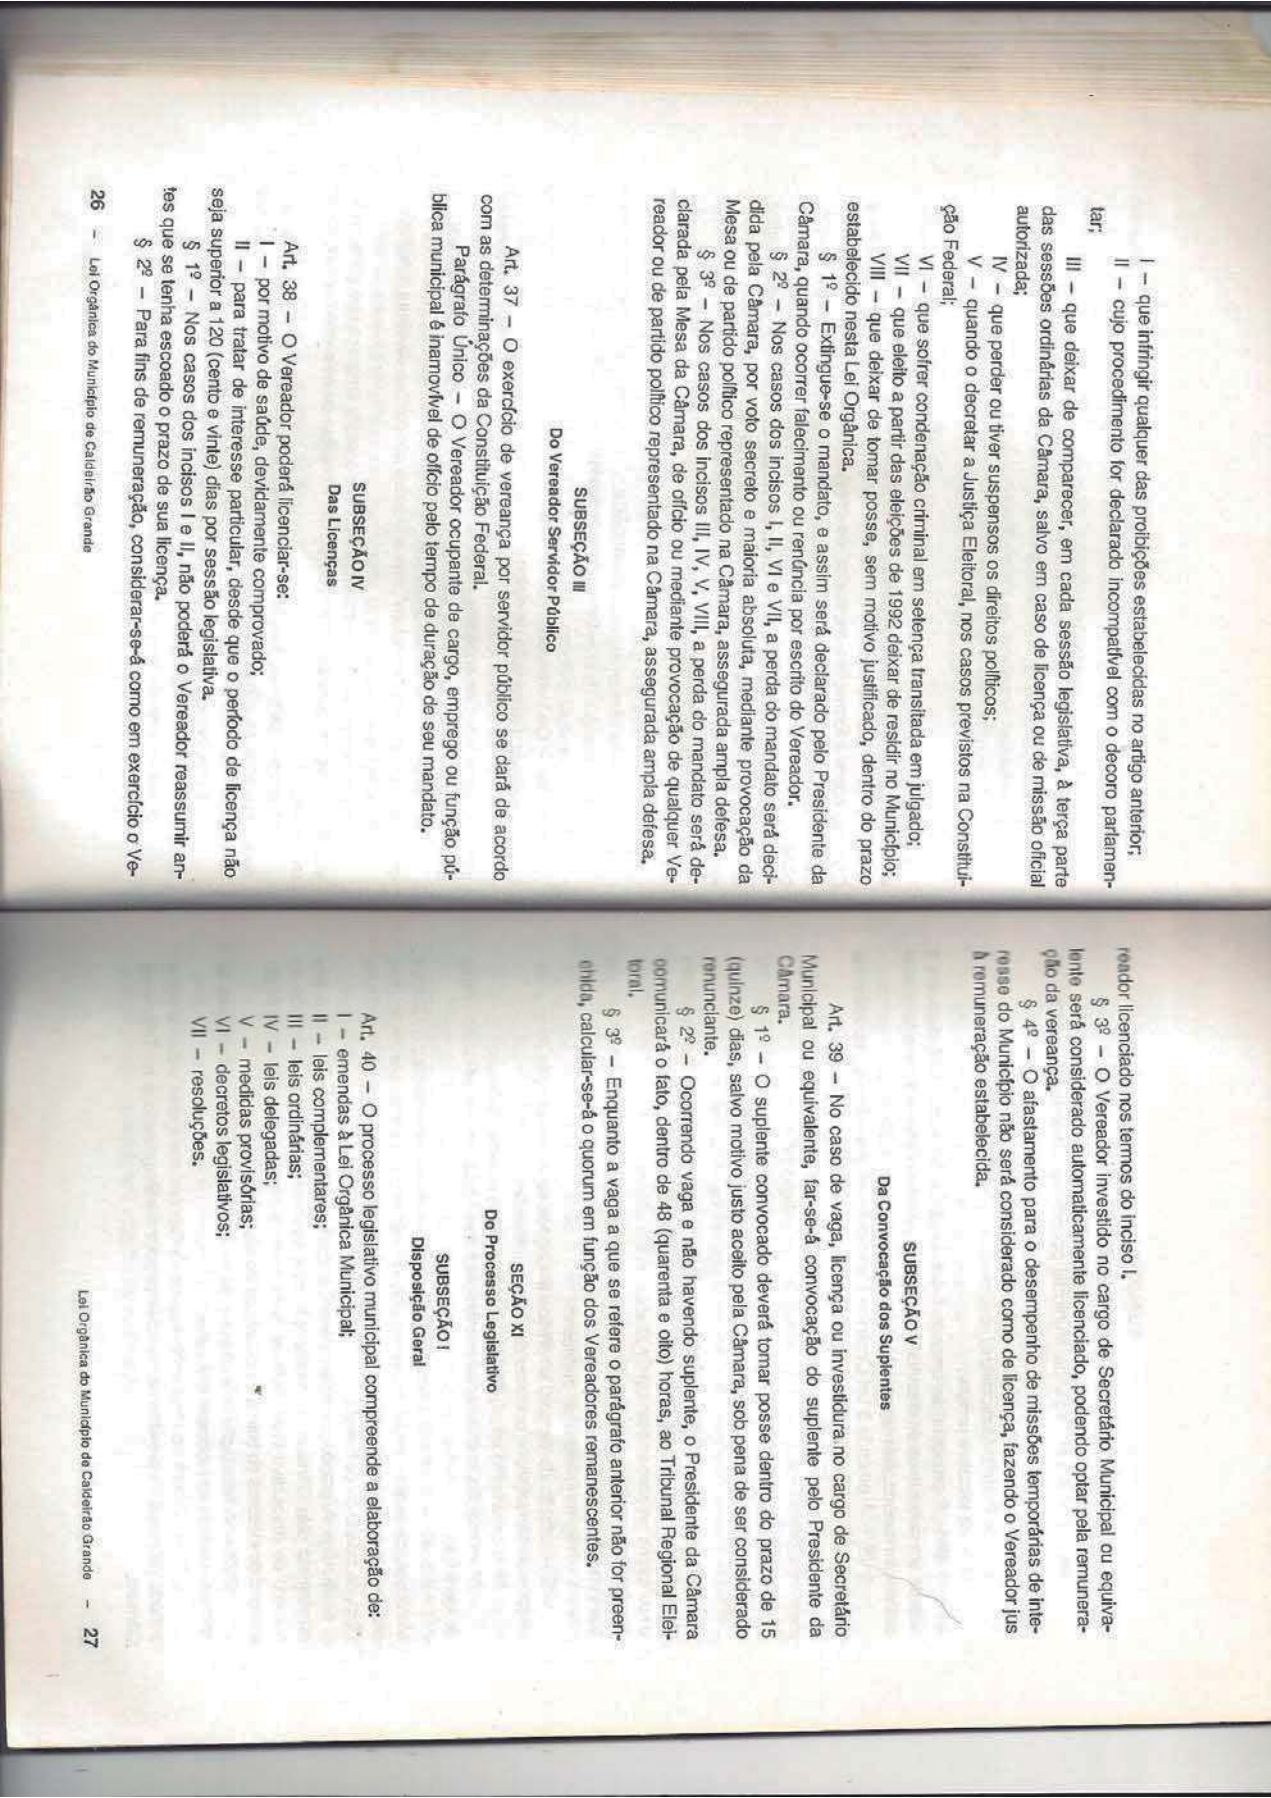 I – que infringir qualquer das proibições estabelecidas no artigo anterior;
II – cujo procedimento for declarado incompatível com o decoro parlamen-
tar;
III – que deixar de comparecer, em cada sessão legislativa, à terça parte
das sessões ordinárias da Câmara, salvo em caso de licença ou de missão oficial
autorizada;
IV – que perder ou tiver suspensos os direitos políticos;
V – quando o decretar a Justiça Eleitoral, nos casos previstos na Constitui-
ção Federal;
VI – que sofrer condenação criminal em setença transitada em julgado;
VII – que eleito a partir das eleições de 1992 deixar de residir no Município;
VIII – que deixar de tomar posse, sem motivo justificado, dentro do prazo
estabelecido nesta Lei Orgânica.
§ 1º – Extingue-se o mandato, e assim será declarado pelo Presidente da
Câmara, quando ocorrer falecimento ou renúncia por escrito do Vereador.
§ 2º – Nos casos dos incisos I, II, VI e VII, a perda do mandato será deci-
dida pela Câmara, por voto secreto e maioria absoluta, mediante provocação da
Mesa ou de partido político representado na Câmara, assegurada ampla defesa.
§ 3º – Nos casos dos incisos III, IV, V, VIII, a perda do mandato será de-
clarada pela Mesa da Câmara, de ofício ou mediante provocação de qualquer Ve-
reador ou de partido político representado na Câmara, assegurada ampla defesa.
SUBSEÇÃO III
Do Vereador Servidor Público
Art. 37 – O exercício de vereança por servidor público se dará de acordo
com as determinações da Constituição Federal.
Parágrafo Único – O Vereador ocupante de cargo, emprego ou função pú-
blica municipal é inamovível de ofício pelo tempo de duração de seu mandato.
SUBSEÇÃO IV
Das Licenças
Art. 38 – O Vereador poderá licenciar-se:
I – por motivo de saúde, devidamente comprovado;
II – para tratar de interesse particular, desde que o período de licença não
seja superior a 120 (cento e vinte) dias por sessão legislativa.
§ 1º – Nos casos dos incisos I e II, não poderá o Vereador reassumir an-
tes que se tenha escoado o prazo de sua licença.
§ 2º – Para fins de remuneração, considerar-se-á como em exercício o Ve-
26 – Lei Orgânica do Município de Caldeirão Grande
reador licenciado nos termos do inciso I.
§ 3º – O Vereador investido no cargo de Secretário Municipal ou equiva-
lente será considerado automaticamente licenciado, podendo optar pela remunera-
ção da vereança.
§ 4º – O afastamento para o desempenho de missões temporárias de inte-
resse do Município não será considerado como de licença, fazendo o Vereador jus
à remuneração estabelecida.
SUBSEÇÃO V
Da Convocação dos Suplentes
Art. 39 – No caso de vaga, licença ou investidura no cargo de Secretário
Municipal ou equivalente, far-se-á convocação do suplente pelo Presidente da
Câmara.
§ 1º – O suplente convocado deverá tomar posse dentro do prazo de 15
(quinze) dias, salvo motivo justo aceito pela Câmara, sob pena de ser considerado
renunciante.
§ 2º – Ocorrendo vaga e não havendo suplente, o Presidente da Câmara
comunicará o fato, dentro de 48 (quarenta e oito) horas, ao Tribunal Regional Elei-
toral.
§ 3º – Enquanto a vaga a que se refere o parágrafo anterior não for preen-
chida, calcular-se-á o quorum em função dos Vereadores remanescentes.
SEÇÃO XI
Do Processo Legislativo
SUBSEÇÃO I
Disposição Geral
Art. 40 – O processo legislativo municipal compreende a elaboração de:
I – emendas à Lei Orgânica Municipal;
II – leis complementares;
III – leis ordinárias;
IV – leis delegadas;
V – medidas provisórias;
VI – decretos legislativos;
VII – resoluções.
Lei Orgânica do Município de Caldeirão Grande – 27